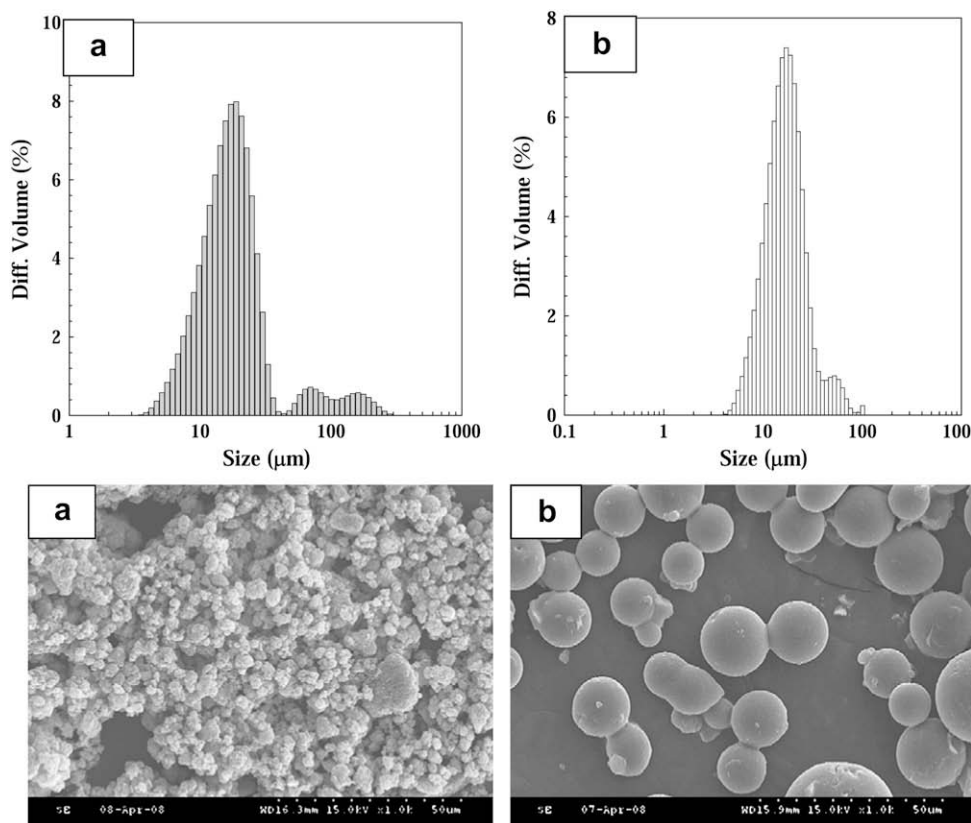 a
10
8
6
4
2
0
Diff. Volume (%)
1 10 100 1000
Size (μm)
b
8
6
4
2
0
Diff. Volume (%)
0.1 1 10 100 100
Size (μm)
a
SE 08-Apr-08 WD16.3mm 15.0kV x1.0k 50um
b
SE 07-Apr-08 WD15.9mm 15.0kV x1.0k 50um